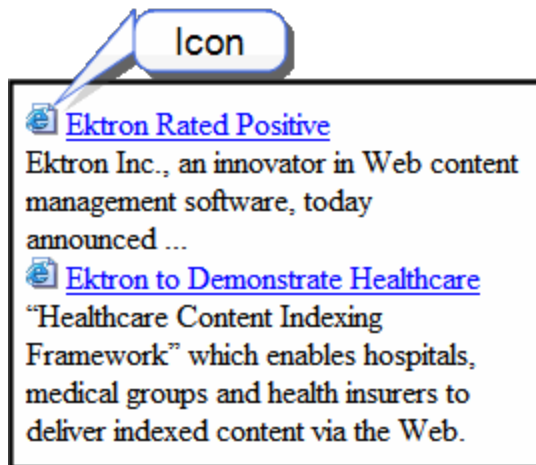 Icon
Ektron Rated Positive
Ektron Inc., an innovator in Web content
management software, today
announced ...
Ektron to Demonstrate Healthcare
“Healthcare Content Indexing
Framework” which enables hospitals,
medical groups and health insurers to
deliver indexed content via the Web.